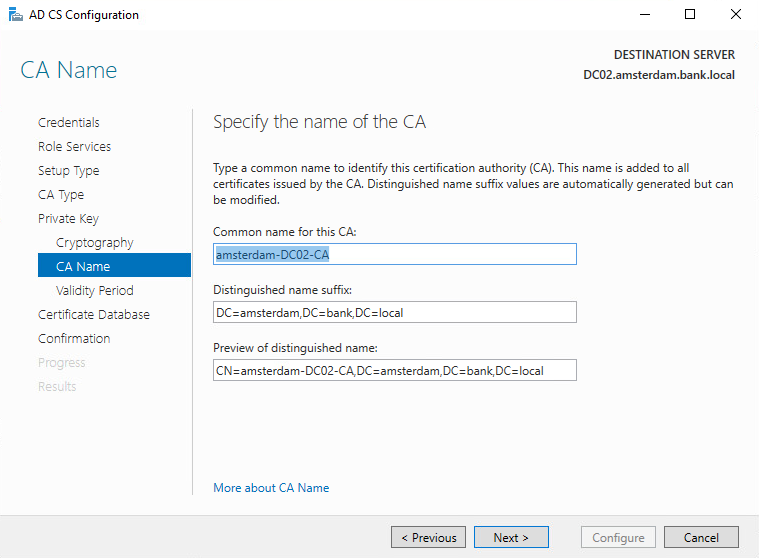 AD CS Configuration
CA Name
DESTINATION SERVER
DC02.amsterdam.bank.local
Credentials
Role Services
Setup Type
CA Type
Private Key
Cryptography
CA Name
Validity Period
Certificate Database
Confirmation
Progress
Results
Specify the name of the CA
Type a common name to identify this certification authority (CA). This name is added to all
certificates issued by the CA. Distinguished name suffix values are automatically generated but can
be modified.
Common name for this CA:
amsterdam-DC02-CA
Distinguished name suffix:
DC=amsterdam,DC=bank,DC=local
Preview of distinguished name:
CN=amsterdam-DC02-CA,DC=amsterdam,DC=bank,DC=local
More about CA Name
< Previous
Next >
Configure
Cancel